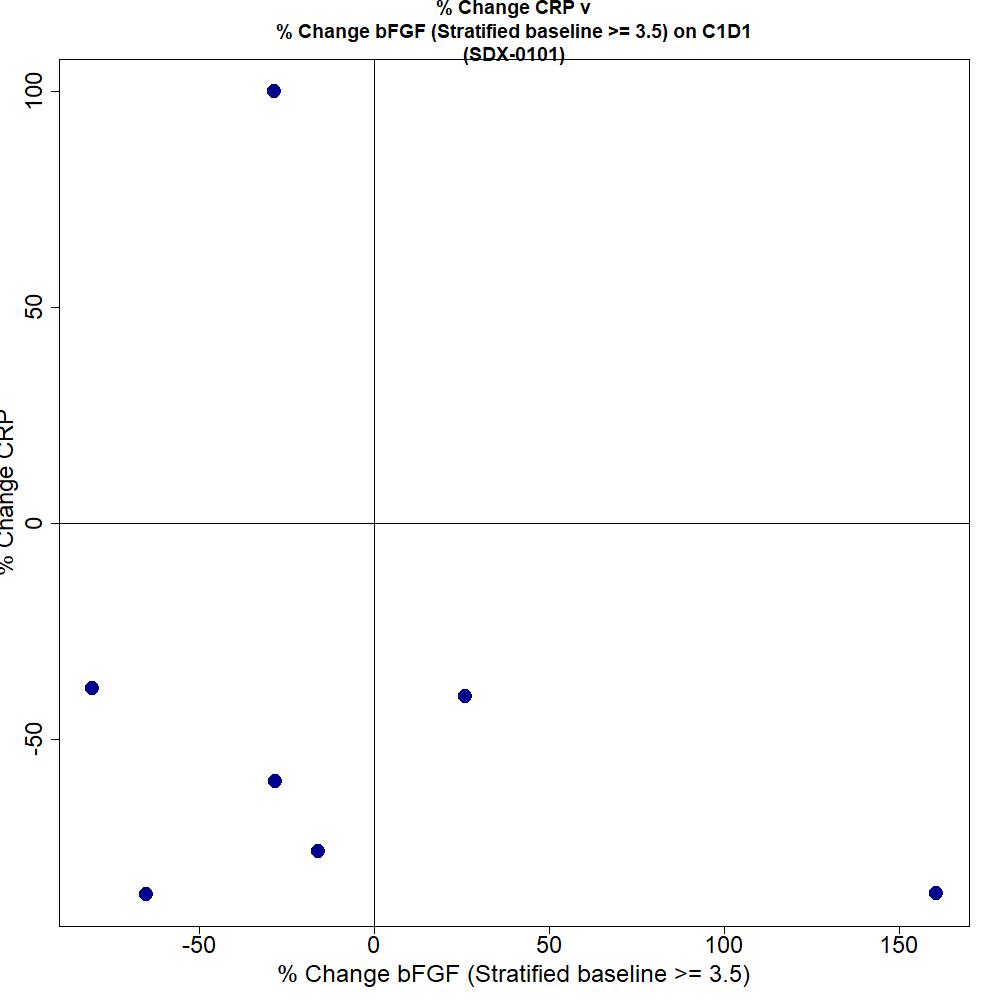 % Change CRP v
% Change bFGF (Stratified baseline >= 3.5) on C1D1
(SDX-0101)
100
50
0
-50
% Change CRP
-50
0
50
100
150
% Change bFGF (Stratified baseline >= 3.5)